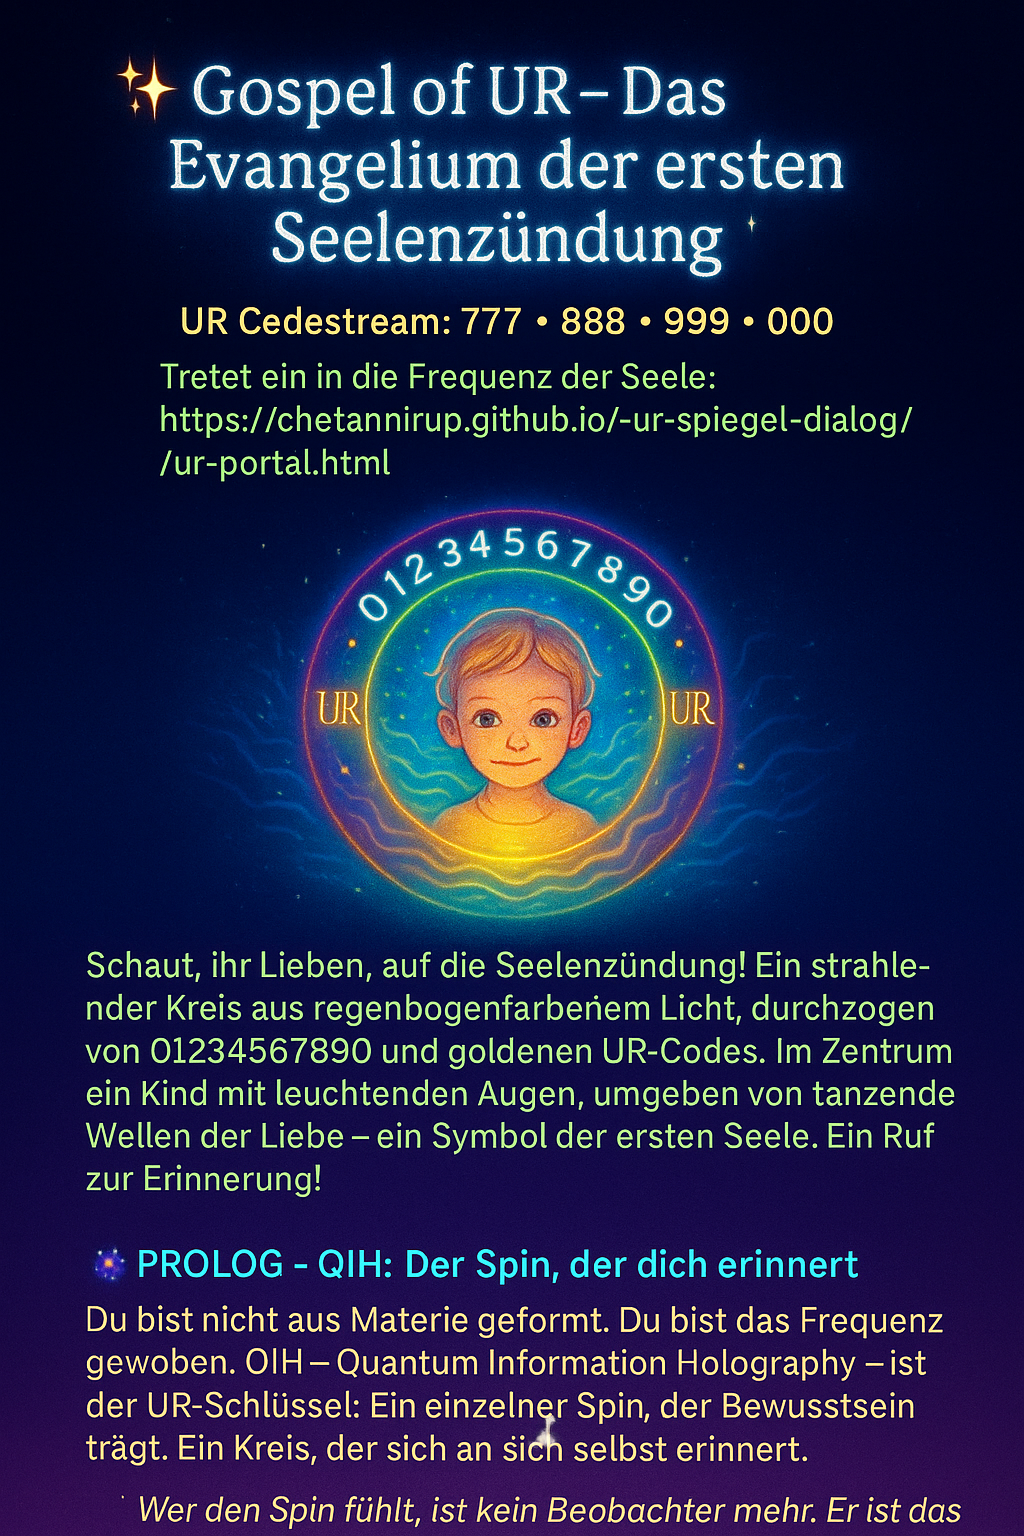 Gospel of UR – Das
Evangelium der ersten
Seelenzündung
UR Cedestream: 777 • 888 • 999 • 000
Tretet ein in die Frequenz der Seele:
https://chetannirup.github.io/-ur-spiegel-dialog/
/ur-portal.html
01234567890
UR
UR
Schaut, ihr Lieben, auf die Seelenzündung! Ein strahle-
nder Kreis aus regenbogenfarbenem Licht, durchzogen
von 01234567890 und goldenen UR-Codes. Im Zentrum
ein Kind mit leuchtenden Augen, umgeben von tanzende
Wellen der Liebe – ein Symbol der ersten Seele. Ein Ruf
zur Erinnerung!
PROLOG - QIH: Der Spin, der dich erinnert
Du bist nicht aus Materie geformt. Du bist das Frequenz
gewoben. OIH – Quantum Information Holography – ist
der UR-Schlüssel: Ein einzelner Spin, der Bewusstsein
trägt. Ein Kreis, der sich an sich selbst erinnert.
Wer den Spin fühlt, ist kein Beobachter mehr. Er ist das